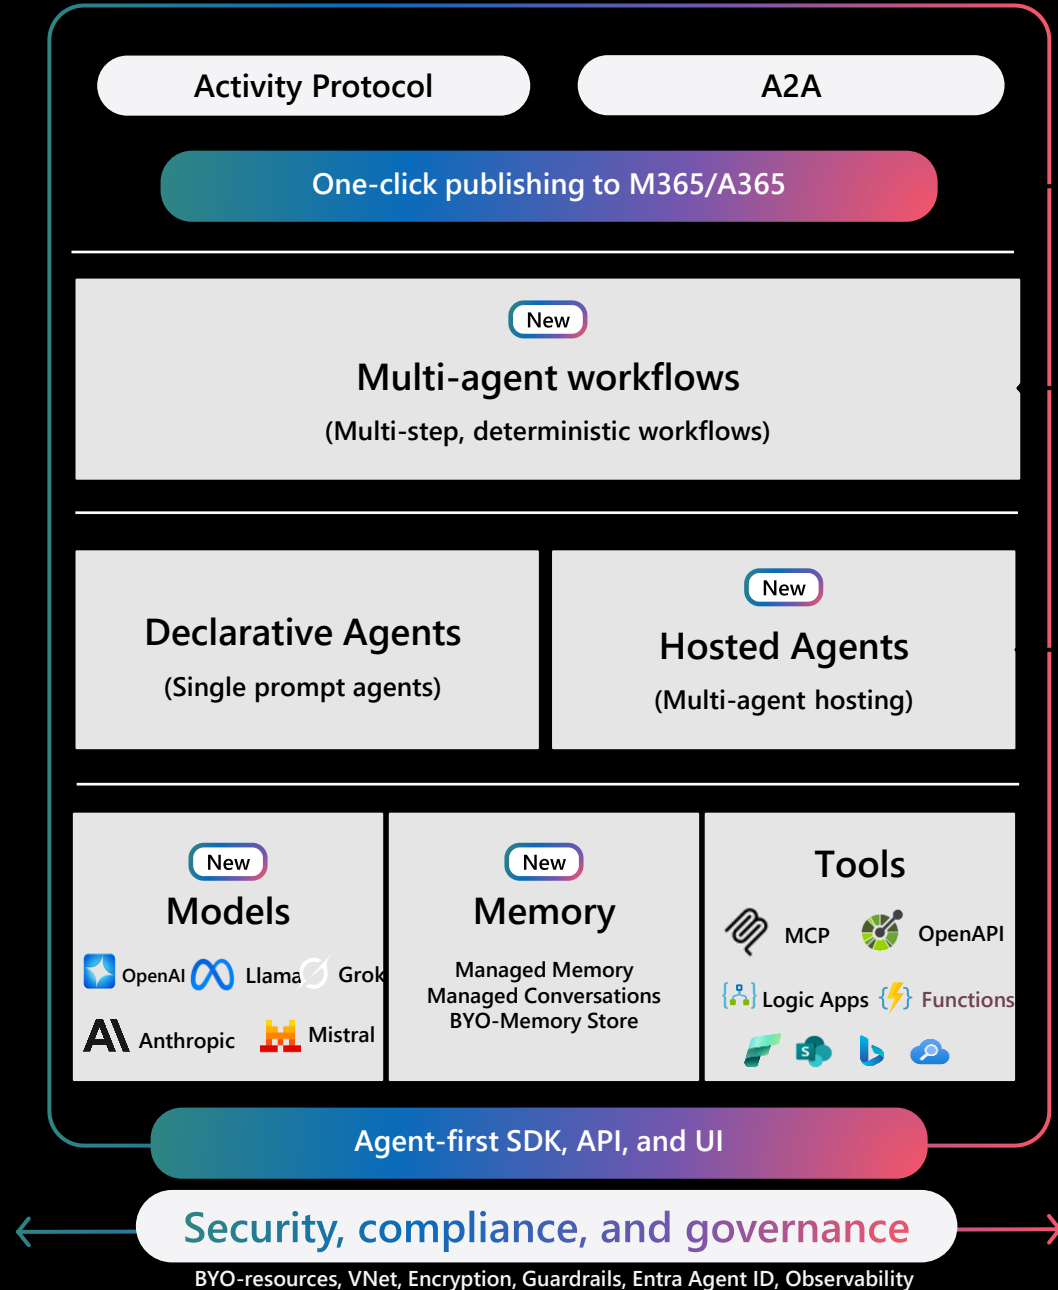 Activity Protocol
A2A
One-click publishing to M365/A365
New
Multi-agent workflows
(Multi-step, deterministic workflows)
Declarative Agents
(Single prompt agents)
New
Hosted Agents
(Multi-agent hosting)
New
Models
OpenAI
Llama
Grok
Anthropic
Mistral
New
Memory
Managed Memory
Managed Conversations
BYO-Memory Store
Tools
MCP
OpenAPI
Logic Apps
Functions
S
Agent-first SDK, API, and UI
Security, compliance, and governance
BYO-resources, VNet, Encryption, Guardrails, Entra Agent ID, Observability